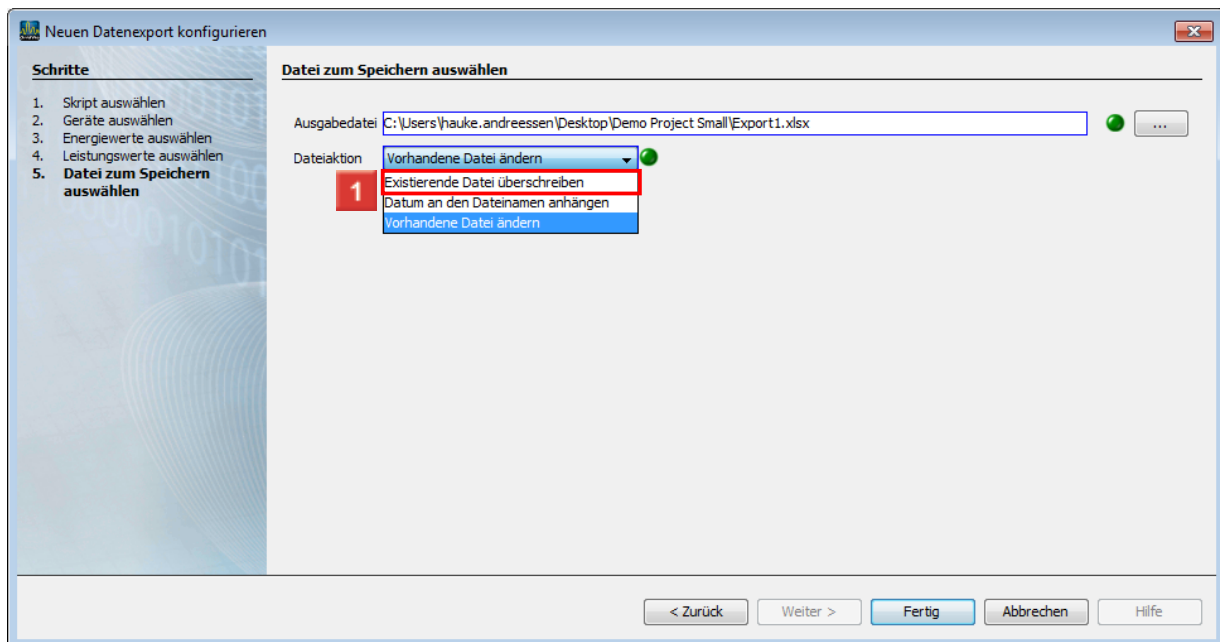 Neuen Datenexport konfigurieren
Schritte
1. Skript auswählen
2. Geräte auswählen
3. Energiewerte auswählen
4. Leistungswerte auswählen
5. Datei zum Speichern
auswählen
Datei zum Speichern auswählen
Ausgabedatei C:\Users\hauke.andreessen\Desktop\Demo Project Small\Export1.xlsx ...
Dateiaktion Vorhandene Datei ändern
1 Existierende Datei überschreiben
Datum an den Dateinamen anhängen
Vorhandene Datei ändern
< Zurück Weiter > Fertig Abbrechen Hilfe